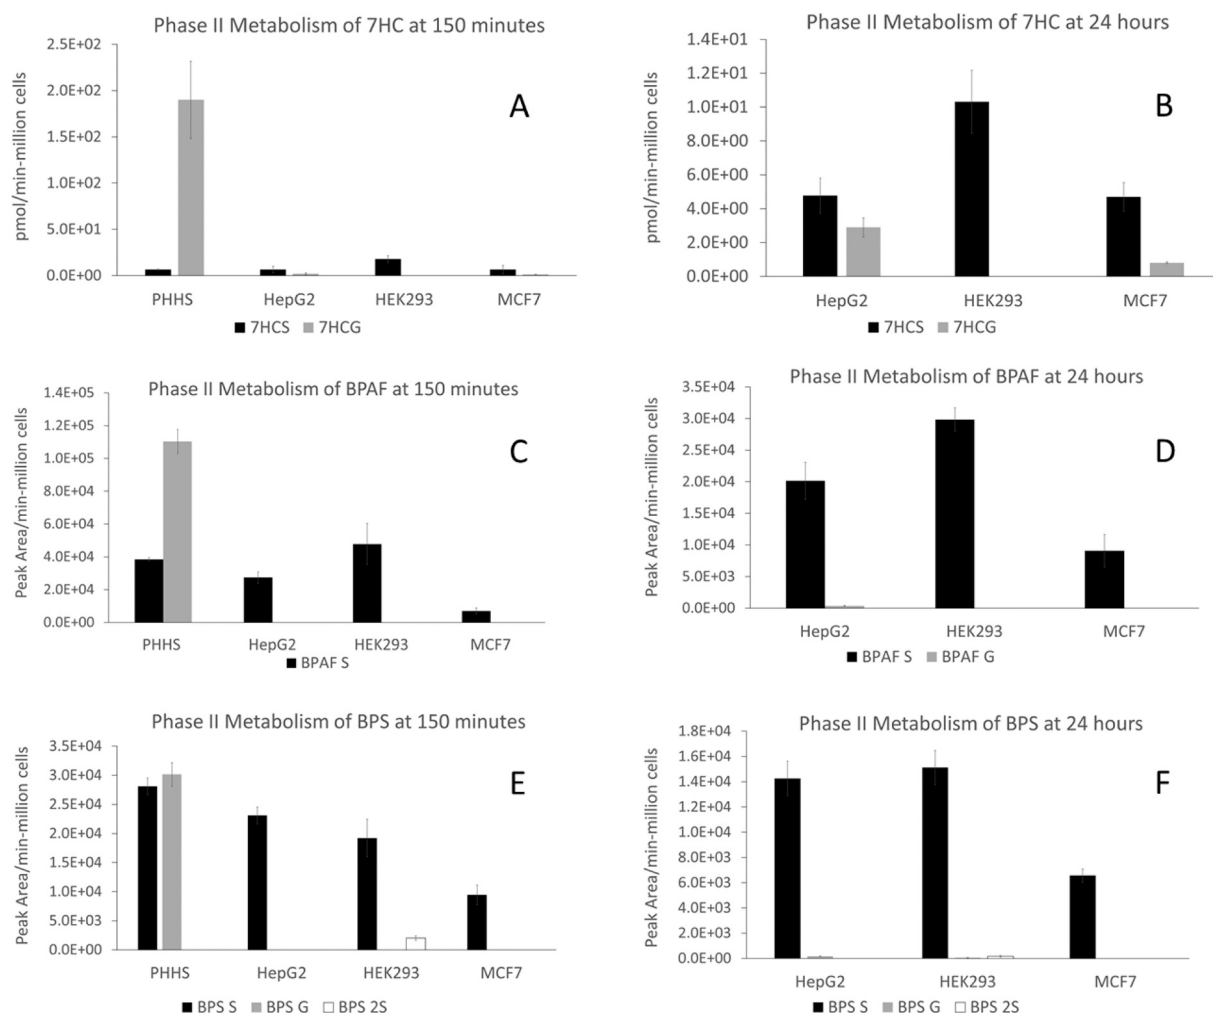 Phase II Metabolism of 7HC at 150 minutes
2.5E+02
2.0E+02
1.5E+02
1.0E+02
5.0E+01
0.0E+00
pmol/min-million cells
A
PHHS HepG2 HEK293 MCF7
7HCS 7HCG
Phase II Metabolism of 7HC at 24 hours
1.4E+01
1.2E+01
1.0E+01
8.0E+00
6.0E+00
4.0E+00
2.0E+00
0.0E+00
pmol/min-million cells
B
HepG2 HEK293 MCF7
7HCS 7HCG
Phase II Metabolism of BPAF at 150 minutes
1.4E+05
1.2E+05
1.0E+05
8.0E+04
6.0E+04
4.0E+04
2.0E+04
0.0E+00
Peak Area/min-million cells
C
PHHS HepG2 HEK293 MCF7
BPAF S
Phase II Metabolism of BPAF at 24 hours
3.5E+04
3.0E+04
2.5E+04
2.0E+04
1.5E+04
1.0E+04
5.0E+03
0.0E+00
Peak Area/min-million cells
D
HepG2 HEK293 MCF7
BPAF S BPAF G
Phase II Metabolism of BPS at 150 minutes
3.5E+04
3.0E+04
2.5E+04
2.0E+04
1.5E+04
1.0E+04
5.0E+03
0.0E+00
Peak Area/min-million cells
E
PHHS HepG2 HEK293 MCF7
BPS S BPS G BPS 2S
Phase II Metabolism of BPS at 24 hours
1.8E+04
1.6E+04
1.4E+04
1.2E+04
1.0E+04
8.0E+03
6.0E+03
4.0E+03
2.0E+03
0.0E+00
Peak Area/min-million cells
F
HepG2 HEK293 MCF7
BPS S BPS G BPS 2S